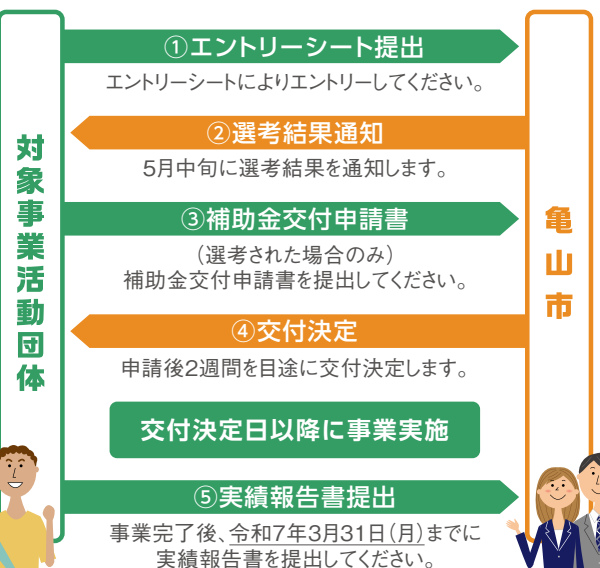 ①エントリーシート提出
エントリーシートによりエントリーしてください。
②選考結果通知
5月中旬に選考結果を通知します。
対象事業活動団体
③補助金交付申請書
(選考された場合のみ)
補助金交付申請書を提出してください。
亀山市
④交付決定
申請後2週間を目途に交付決定します。
交付決定日以降に事業実施
⑤実績報告書提出
事業完了後、令和7年3月31日(月)までに
実績報告書を提出してください。